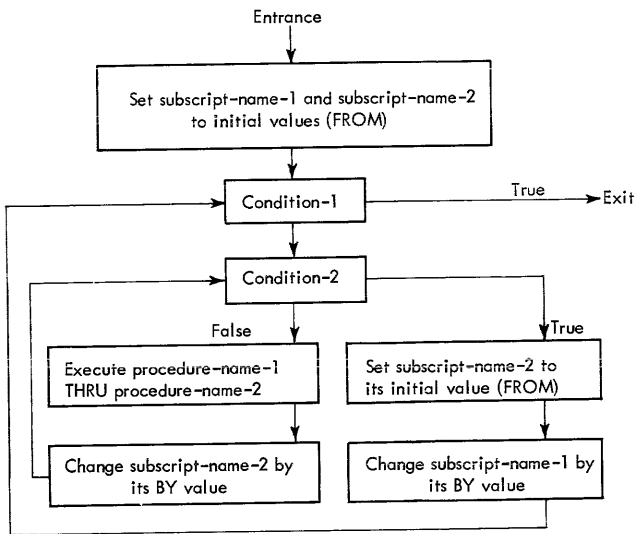 Entrance
Set subscript-name-1 and subscript-name-2
to initial values (FROM)
Condition-1
True
Exit
Condition-2
False
True
Execute procedure-name-1
THRU procedure-name-2
Set subscript-name-2 to
its initial value (FROM)
Change subscript-name-2 by
its BY value
Change subscript-name-1 by
its BY value